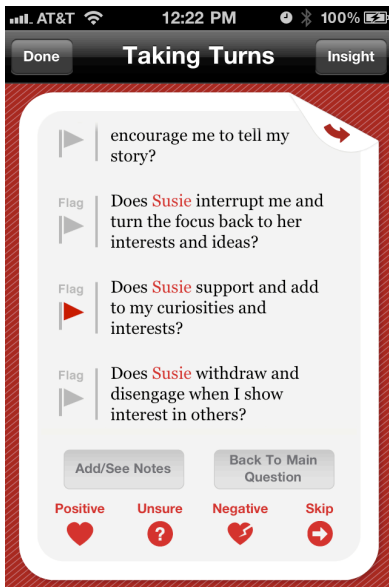 AT&T 12:22 PM 100%
Done Taking Turns Insight
encourage me to tell my
story?
Flag
Does Susie interrupt me and
turn the focus back to her
interests and ideas?
Flag
Does Susie support and add
to my curiosities and
interests?
Flag
Does Susie withdraw and
disengage when I show
interest in others?
Add/See Notes
Back To Main
Question
Positive Unsure Negative Skip
?